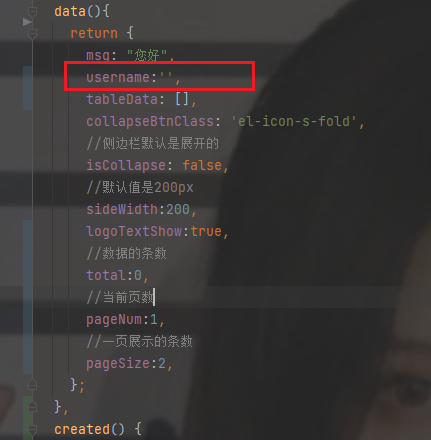 data(){
return {
msg: "您好",
username:'',
tableData: [],
collapseBtnClass: 'el-icon-s-fold',
//侧边栏默认是展开的
isCollapse: false,
//默认值是200px
sideWidth:200,
logoTextShow:true,
//数据的条数
total:0,
//当前页数
pageNum:1,
//一页展示的条数
pageSize:2,
};
},
created() {